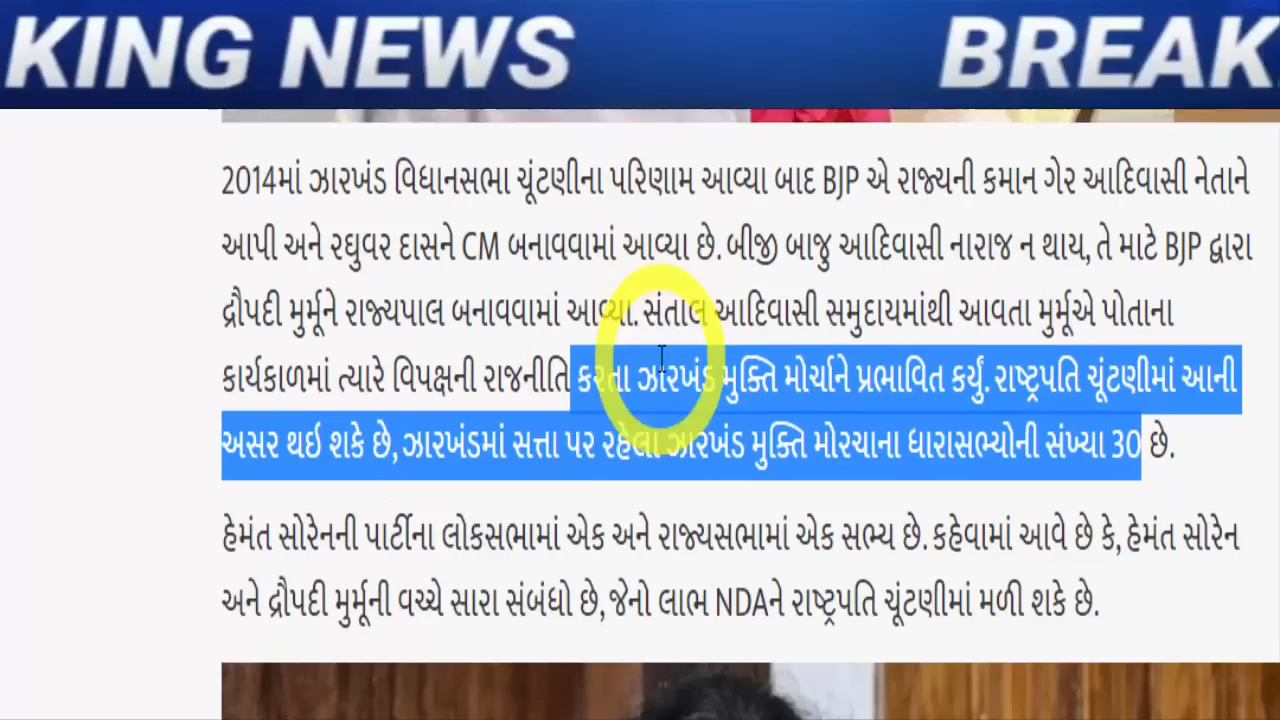 KING NEWS BREAK
2014માં ઝારખંડ વિધાનસભા ચૂંટણીના પરિણામ આવ્યા બાદ BJP એ રાજ્યની કમાન ગેર આદિવાસી નેતાને
આપી અને રઘુવર દાસને CM બનાવવામાં આવ્યા છે. બીજી બાજુ આદિવાસી નારાજ ન થાય, તે માટે BJP દ્વારા
દ્રૌપદી મુર્મૂને રાજ્યપાલ બનાવવામાં આવ્યા. સંતાલ આદિવાસી સમુદાયમાંથી આવતા મુર્મૂએ પોતાના
કાર્યકાળમાં ત્યારે વિપક્ષની રાજનીતિ કરતા ઝારખંડ મુક્તિ મોર્ચાને પ્રભાવિત કર્યું. રાષ્ટ્રપતિ ચૂંટણીમાં આની
અસર થઇ શકે છે, ઝારખંડમાં સત્તા પર રહેલા ઝારખંડ મુક્તિ મોરચાના ધારાસભ્યોની સંખ્યા 30 છે.
હેમંત સોરેનની પાર્ટીના લોકસભામાં એક અને રાજ્યસભામાં એક સભ્ય છે. કહેવામાં આવે છે કે, હેમંત સોરેન
અને દ્રૌપદી મુર્મૂની વચ્ચે સારા સંબંધો છે, જેનો લાભ NDAને રાષ્ટ્રપતિ ચૂંટણીમાં મળી શકે છે.